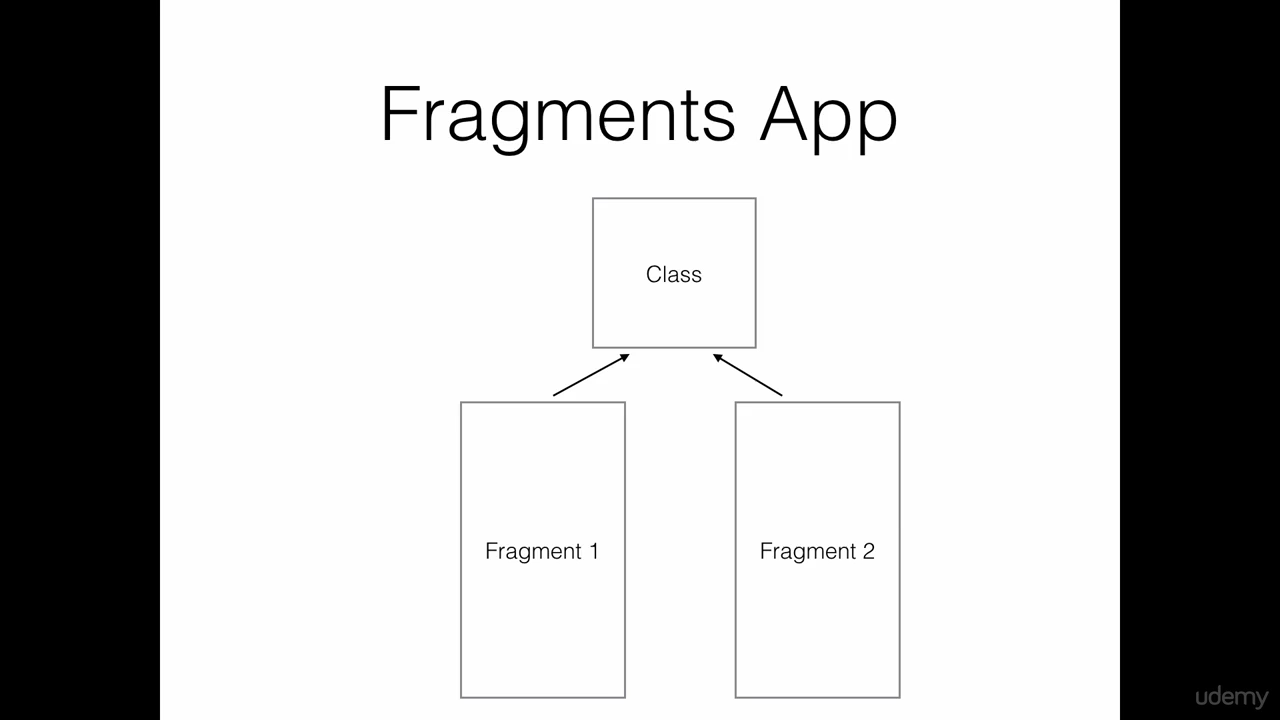 Fragments App
Class
Fragment 1
Fragment 2
udemy